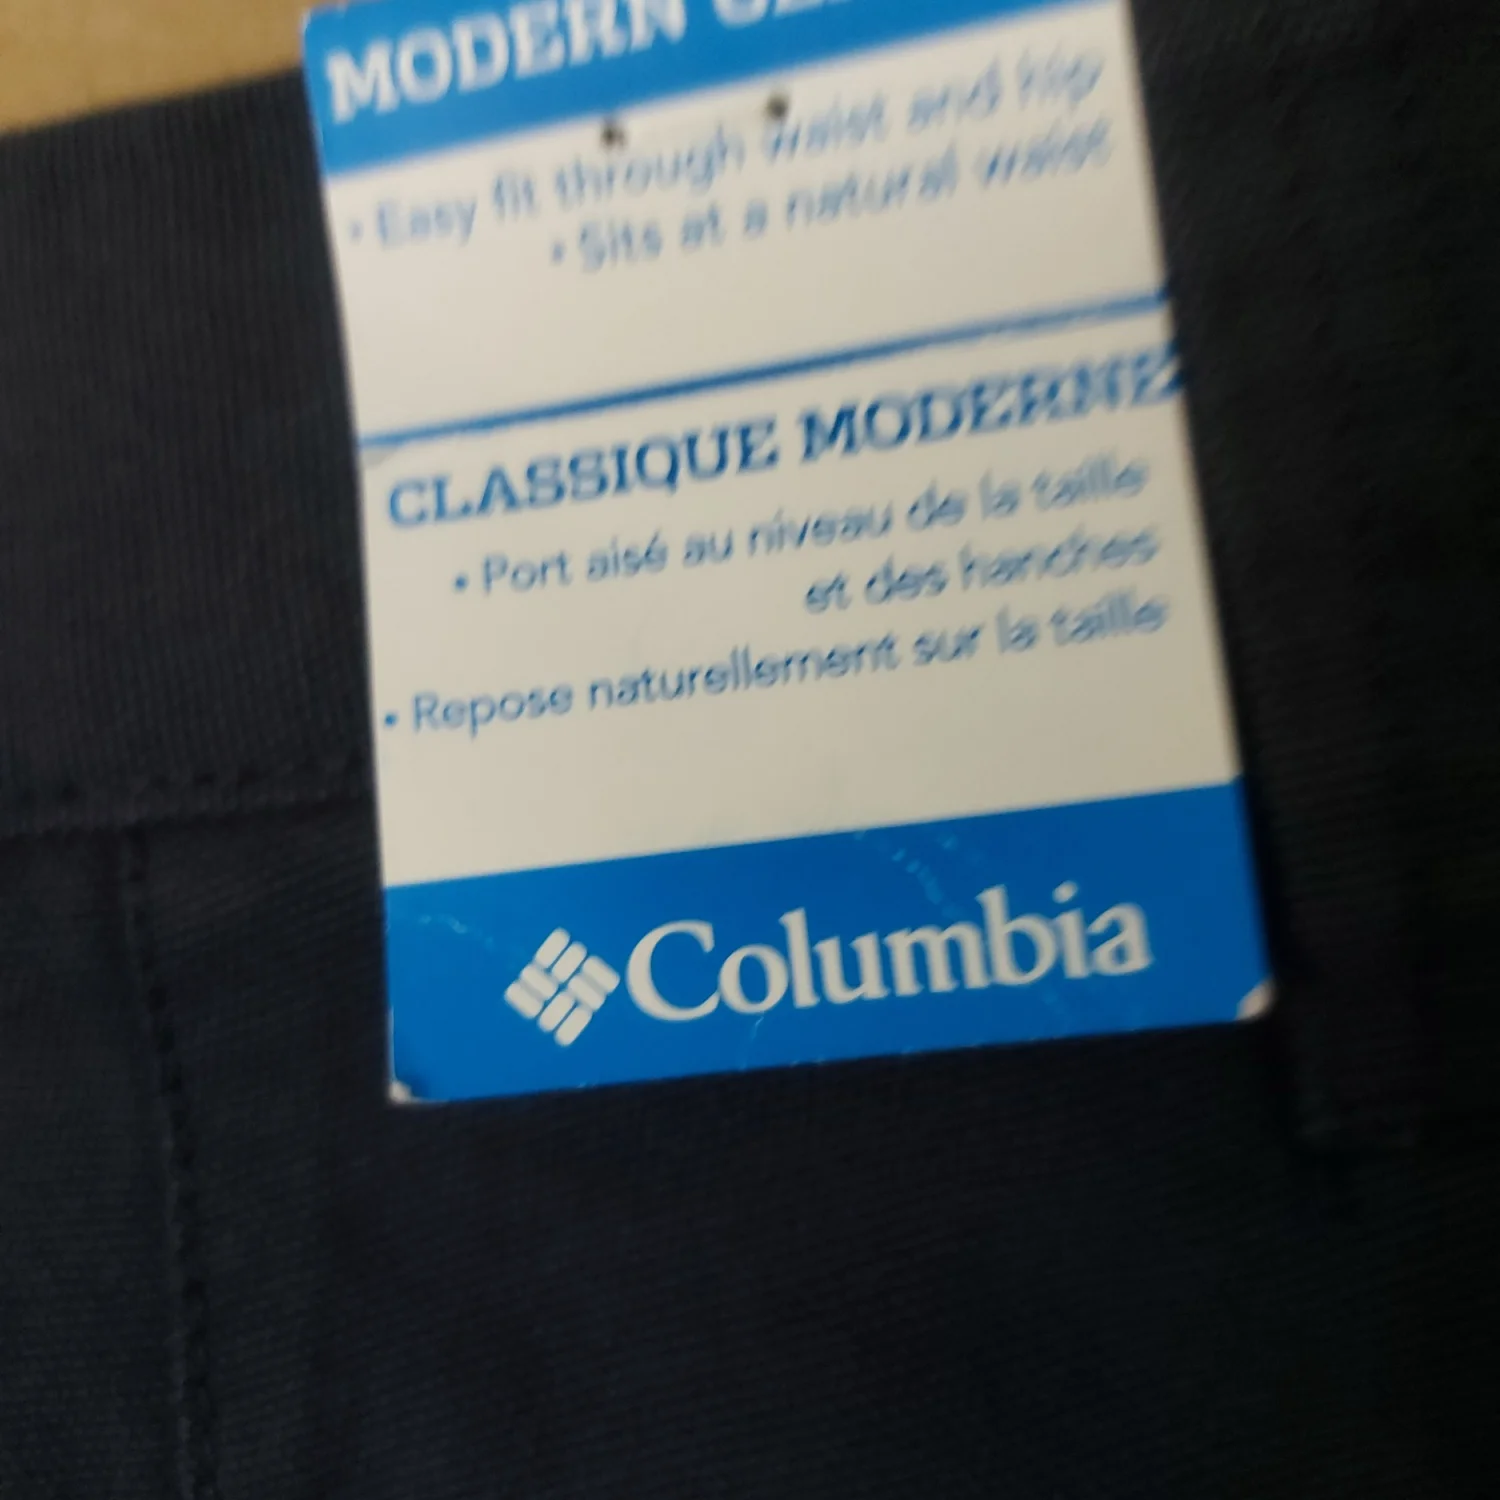 MODERN
• Easy fit through waist and hip
• Sits at a natural waist
CLASSIQUE MODERNE
• Port aisé au niveau de la taille
et des hanches
• Repose naturellement sur la taille
Columbia